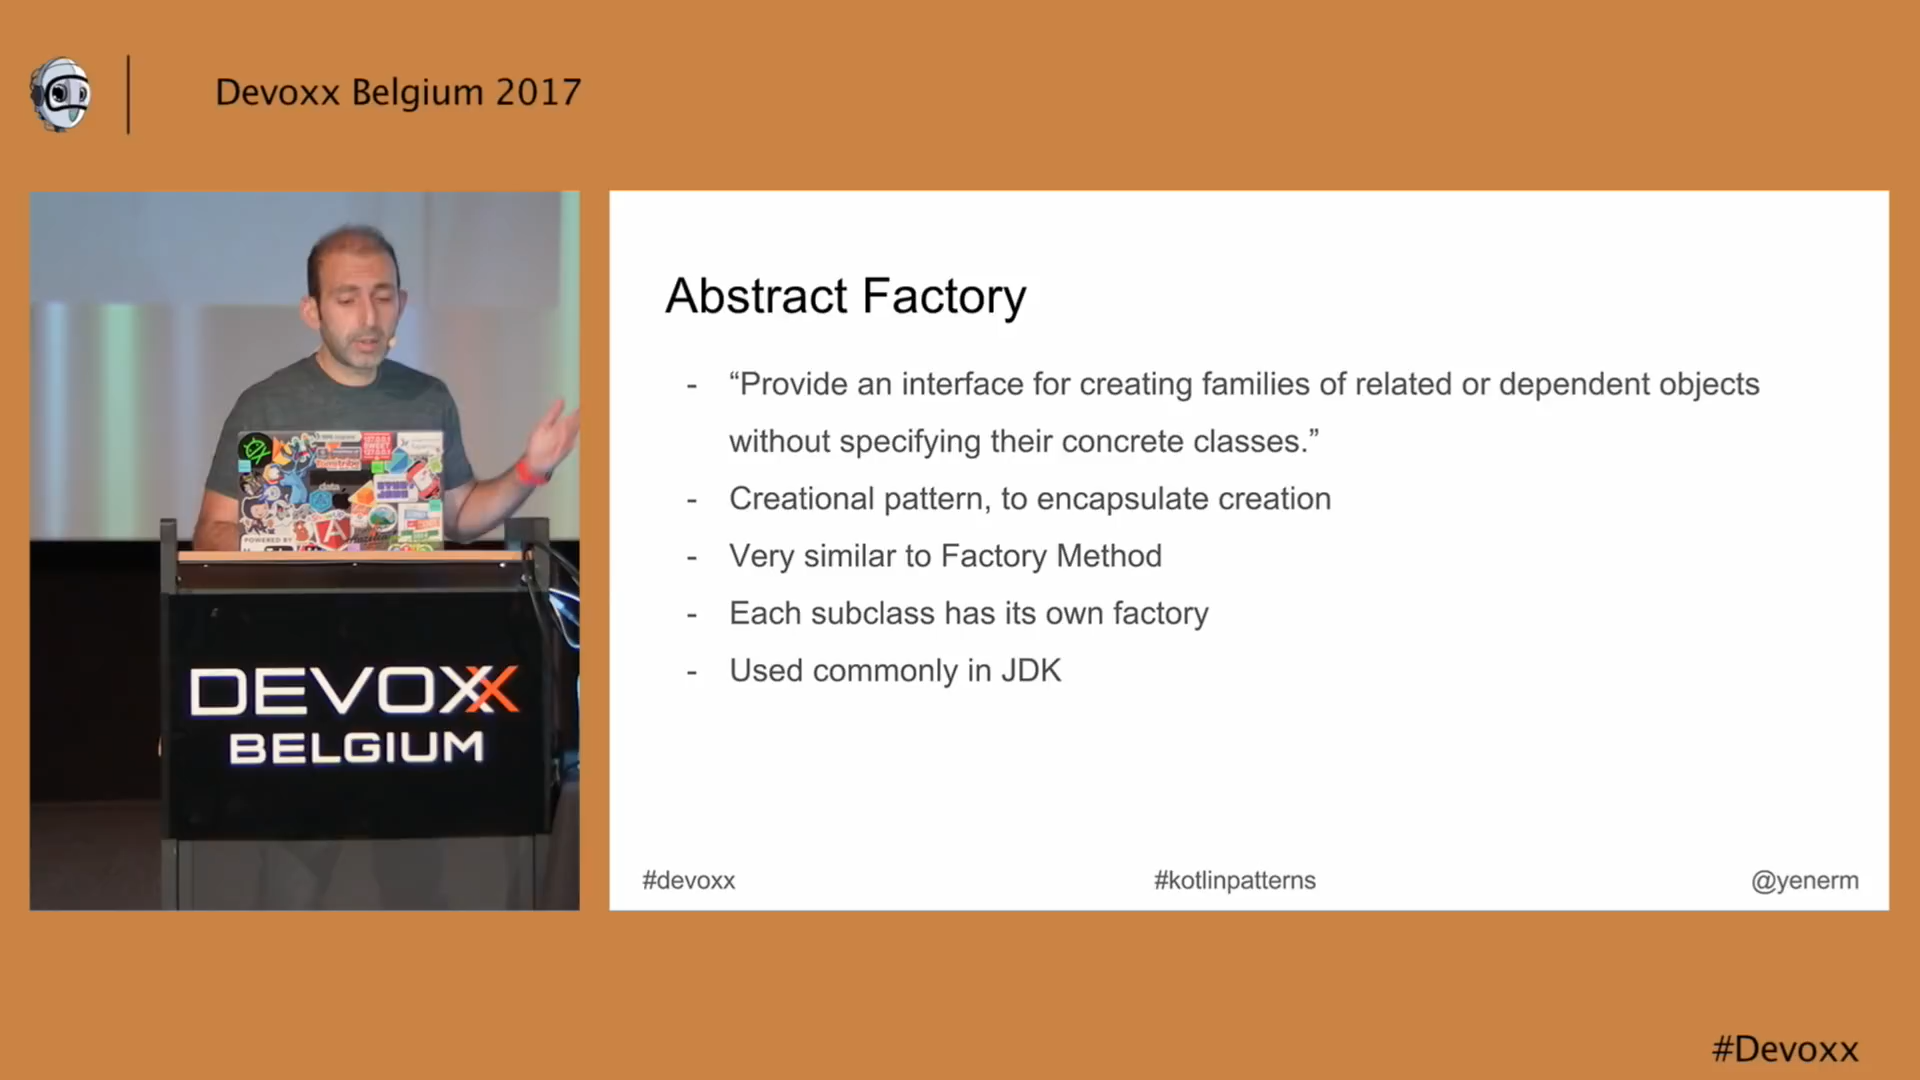 Devoxx Belgium 2017
POWERED BY
DEVOXX
BELGIUM
Abstract Factory
- “Provide an interface for creating families of related or dependent objects
without specifying their concrete classes.”
- Creational pattern, to encapsulate creation
- Very similar to Factory Method
- Each subclass has its own factory
- Used commonly in JDK
#devoxx
#kotlinpatterns
@yenerm
#Devoxx